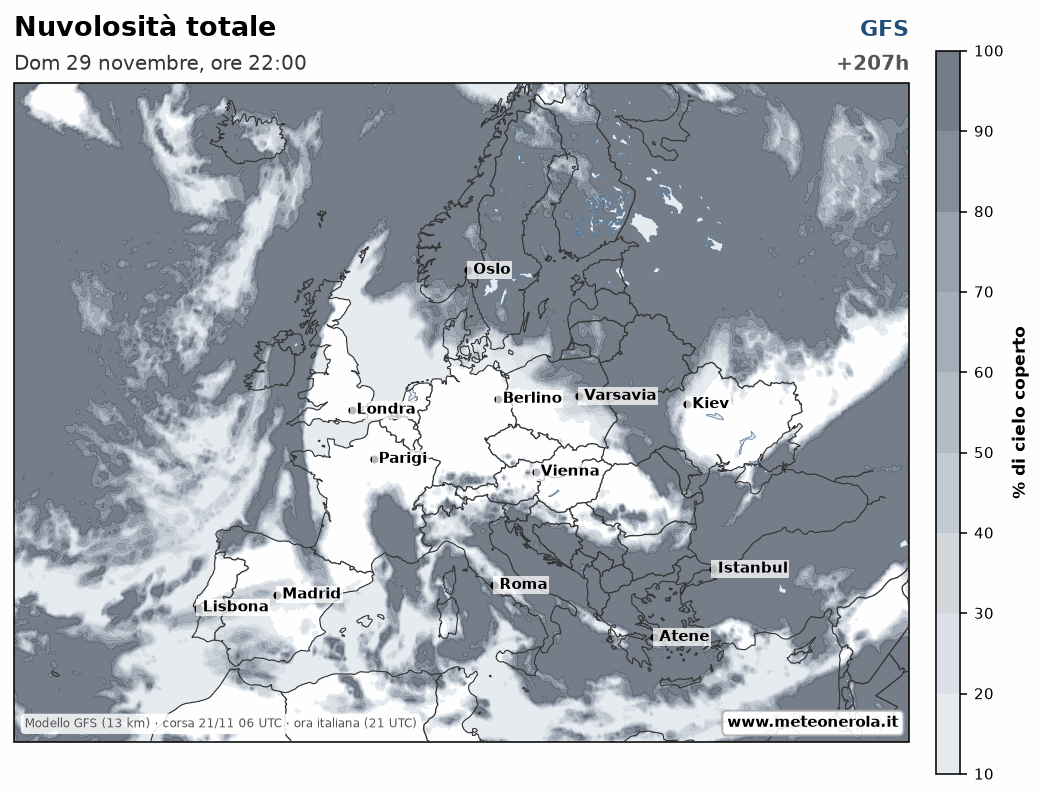 Nuvolosità totale
GFS
Dom 29 novembre, ore 22:00
+207h
100
90
80
70
60
50
40
30
20
10
% di cielo coperto
Oslo
Londra
Berlino
Varsavia
Kiev
Parigi
Vienna
Istanbul
Roma
Madrid
Lisbona
Atene
Modello GFS (13 km) · corsa 21/11 06 UTC · ora italiana (21 UTC)
www.meteonerola.it